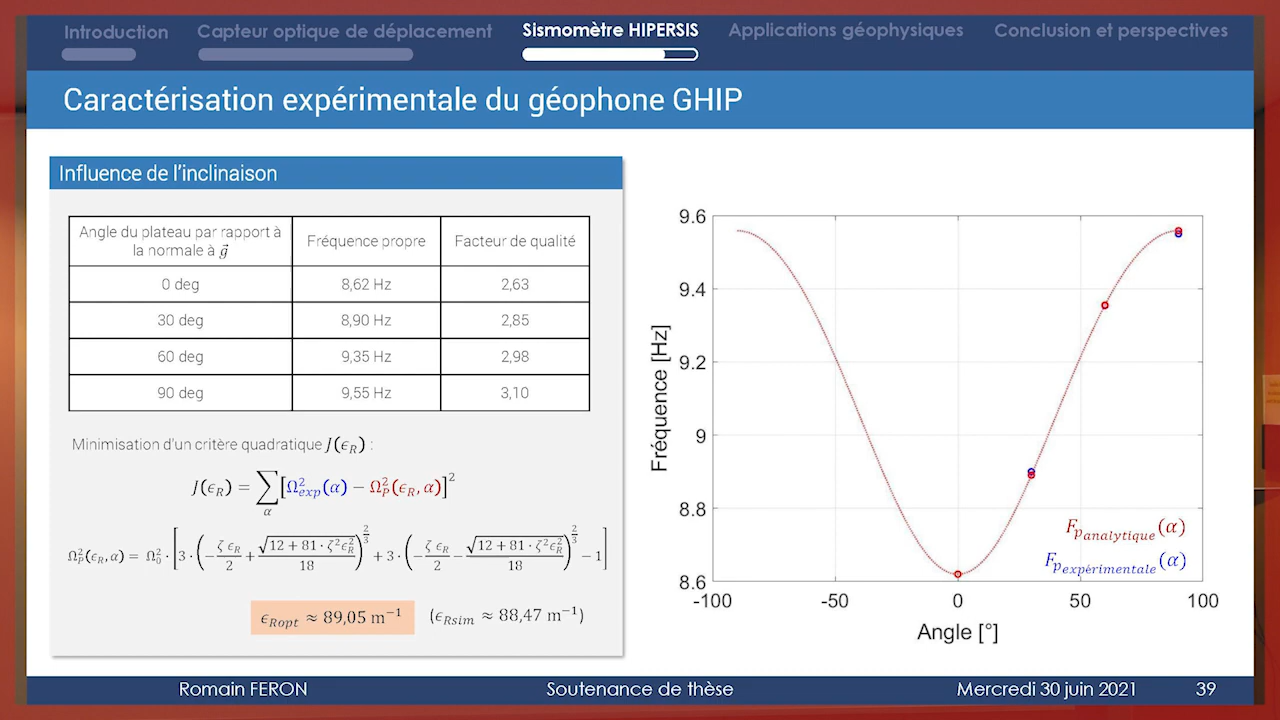 Introduction Capteur optique de déplacement Sismomètre HIPERSIS Applications géophysiques Conclusion et perspectives
Caractérisation expérimentale du géophone GHIP
Influence de l'inclinaison
Angle du plateau par rapport à la normale à g⃗ Fréquence propre Facteur de qualité
0 deg 8,62 Hz 2,63
30 deg 8,90 Hz 2,85
60 deg 9,35 Hz 2,98
90 deg 9,55 Hz 3,10
Minimisation d'un critère quadratique J(ϵ_R) :
J(ϵ_R) = ∑_α [Ω²_exp(α) − Ω²_P(ϵ_R, α)]²
Ω²_P(ϵ_R, α) = Ω²_0 · [3 · (−ζ ϵ_R/2 + √(12 + 81 · ζ²ϵ²_R)/18)^(2/3) + 3 · (−ζ ϵ_R/2 − √(12 + 81 · ζ²ϵ²_R)/18)^(2/3) − 1]
ϵ_Ropt ≈ 89,05 m⁻¹ (ϵ_Rsim ≈ 88,47 m⁻¹)
9.6
9.4
9.2
9
8.8
8.6
Fréquence [Hz]
F_p_analytique(α)
F_p_expérimentale(α)
-100 -50 0 50 100
Angle [°]
Romain FERON Soutenance de thèse Mercredi 30 juin 2021 39